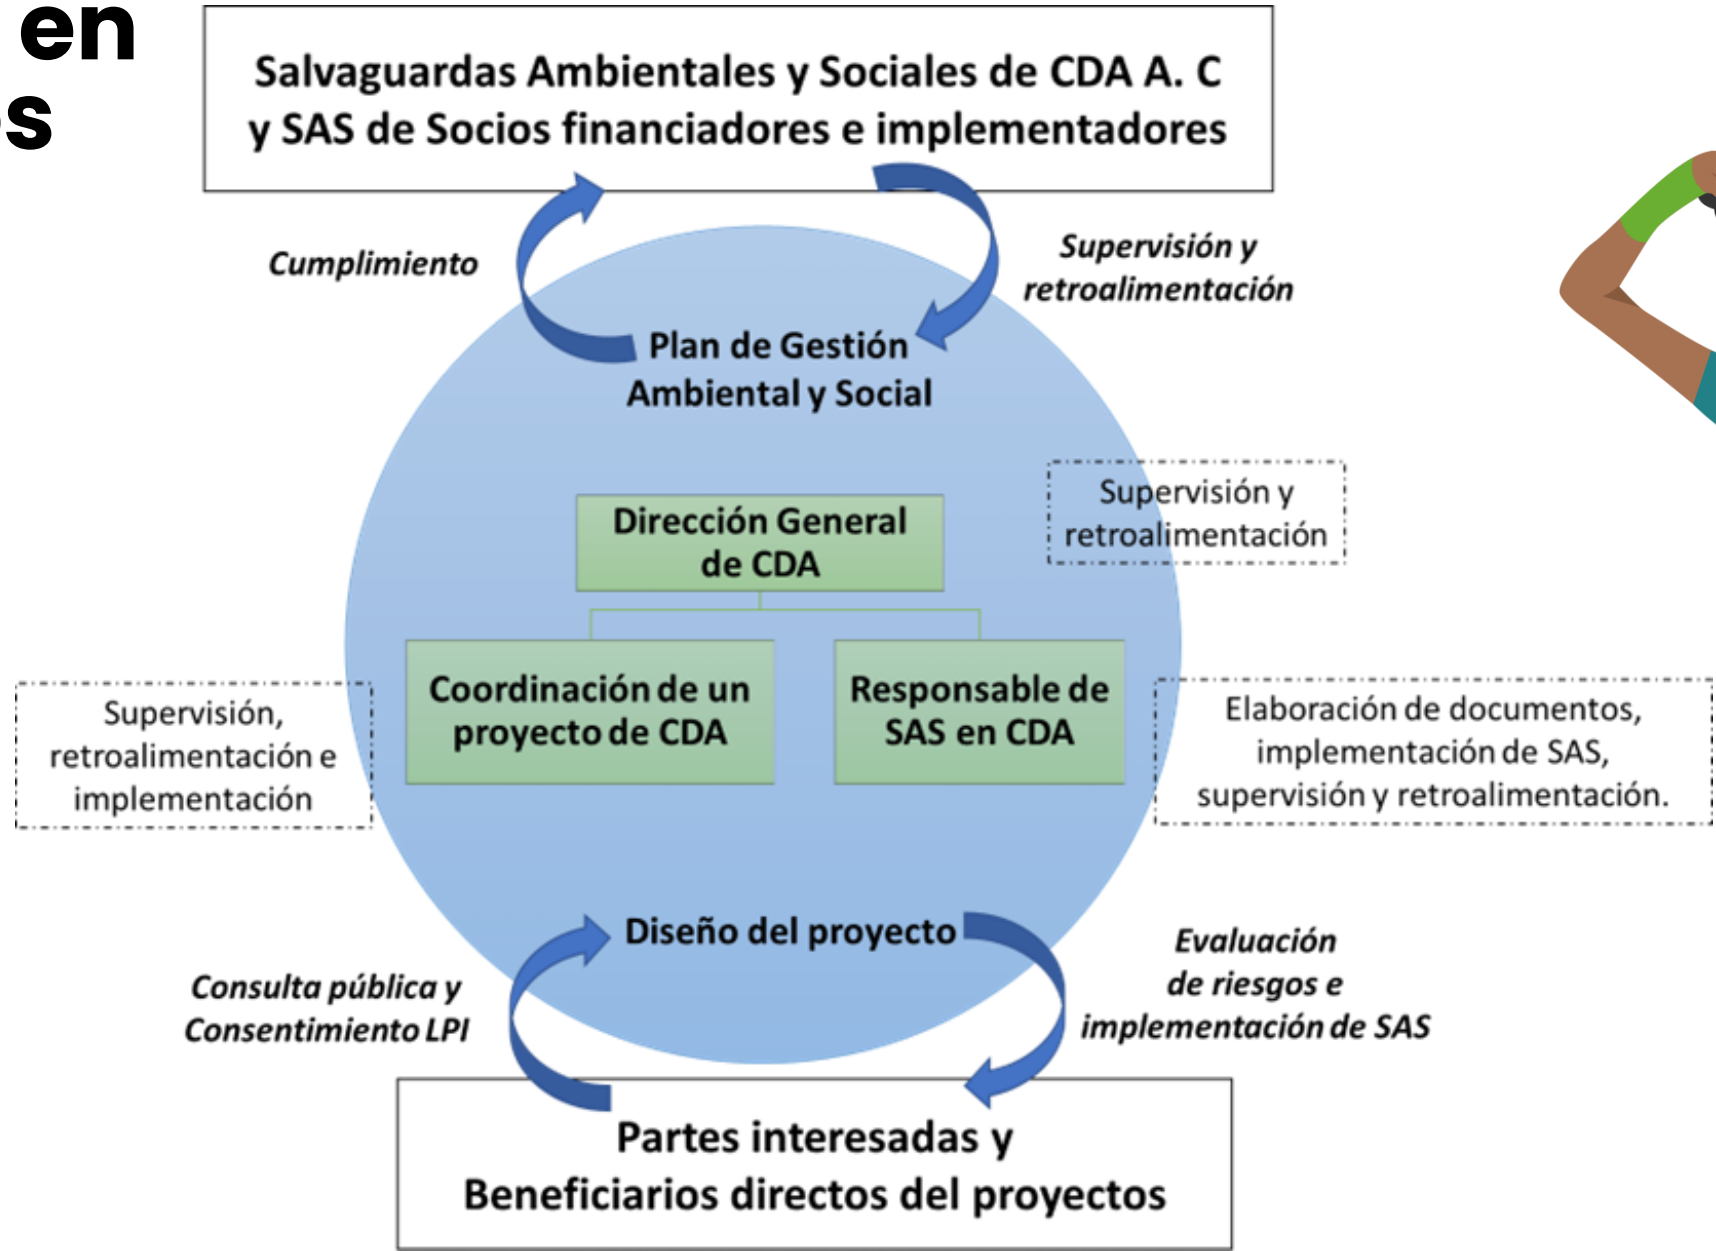 en
Salvaguardas Ambientales y Sociales de CDA A. C
y SAS de Socios financiadores e implementadores
Cumplimiento
Supervisión y
retroalimentación
Plan de Gestión
Ambiental y Social
Supervisión y
retroalimentación
Dirección General
de CDA
Coordinación de un
proyecto de CDA
Responsable de
SAS en CDA
Supervisión,
retroalimentación e
implementación
Elaboración de documentos,
implementación de SAS,
supervisión y retroalimentación.
Diseño del proyecto
Consulta pública y
Consentimiento LPI
Evaluación
de riesgos e
implementación de SAS
Partes interesadas y
Beneficiarios directos del proyectos